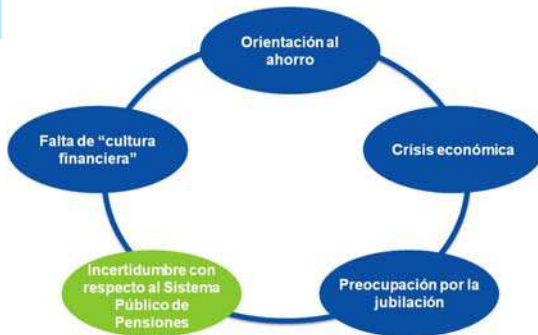 Orientación al
ahorro
Crisis económica
Preocupación por la
jubilación
Incertidumbre con
respecto al Sistema
Público de
Pensiones
Falta de “cultura
financiera”